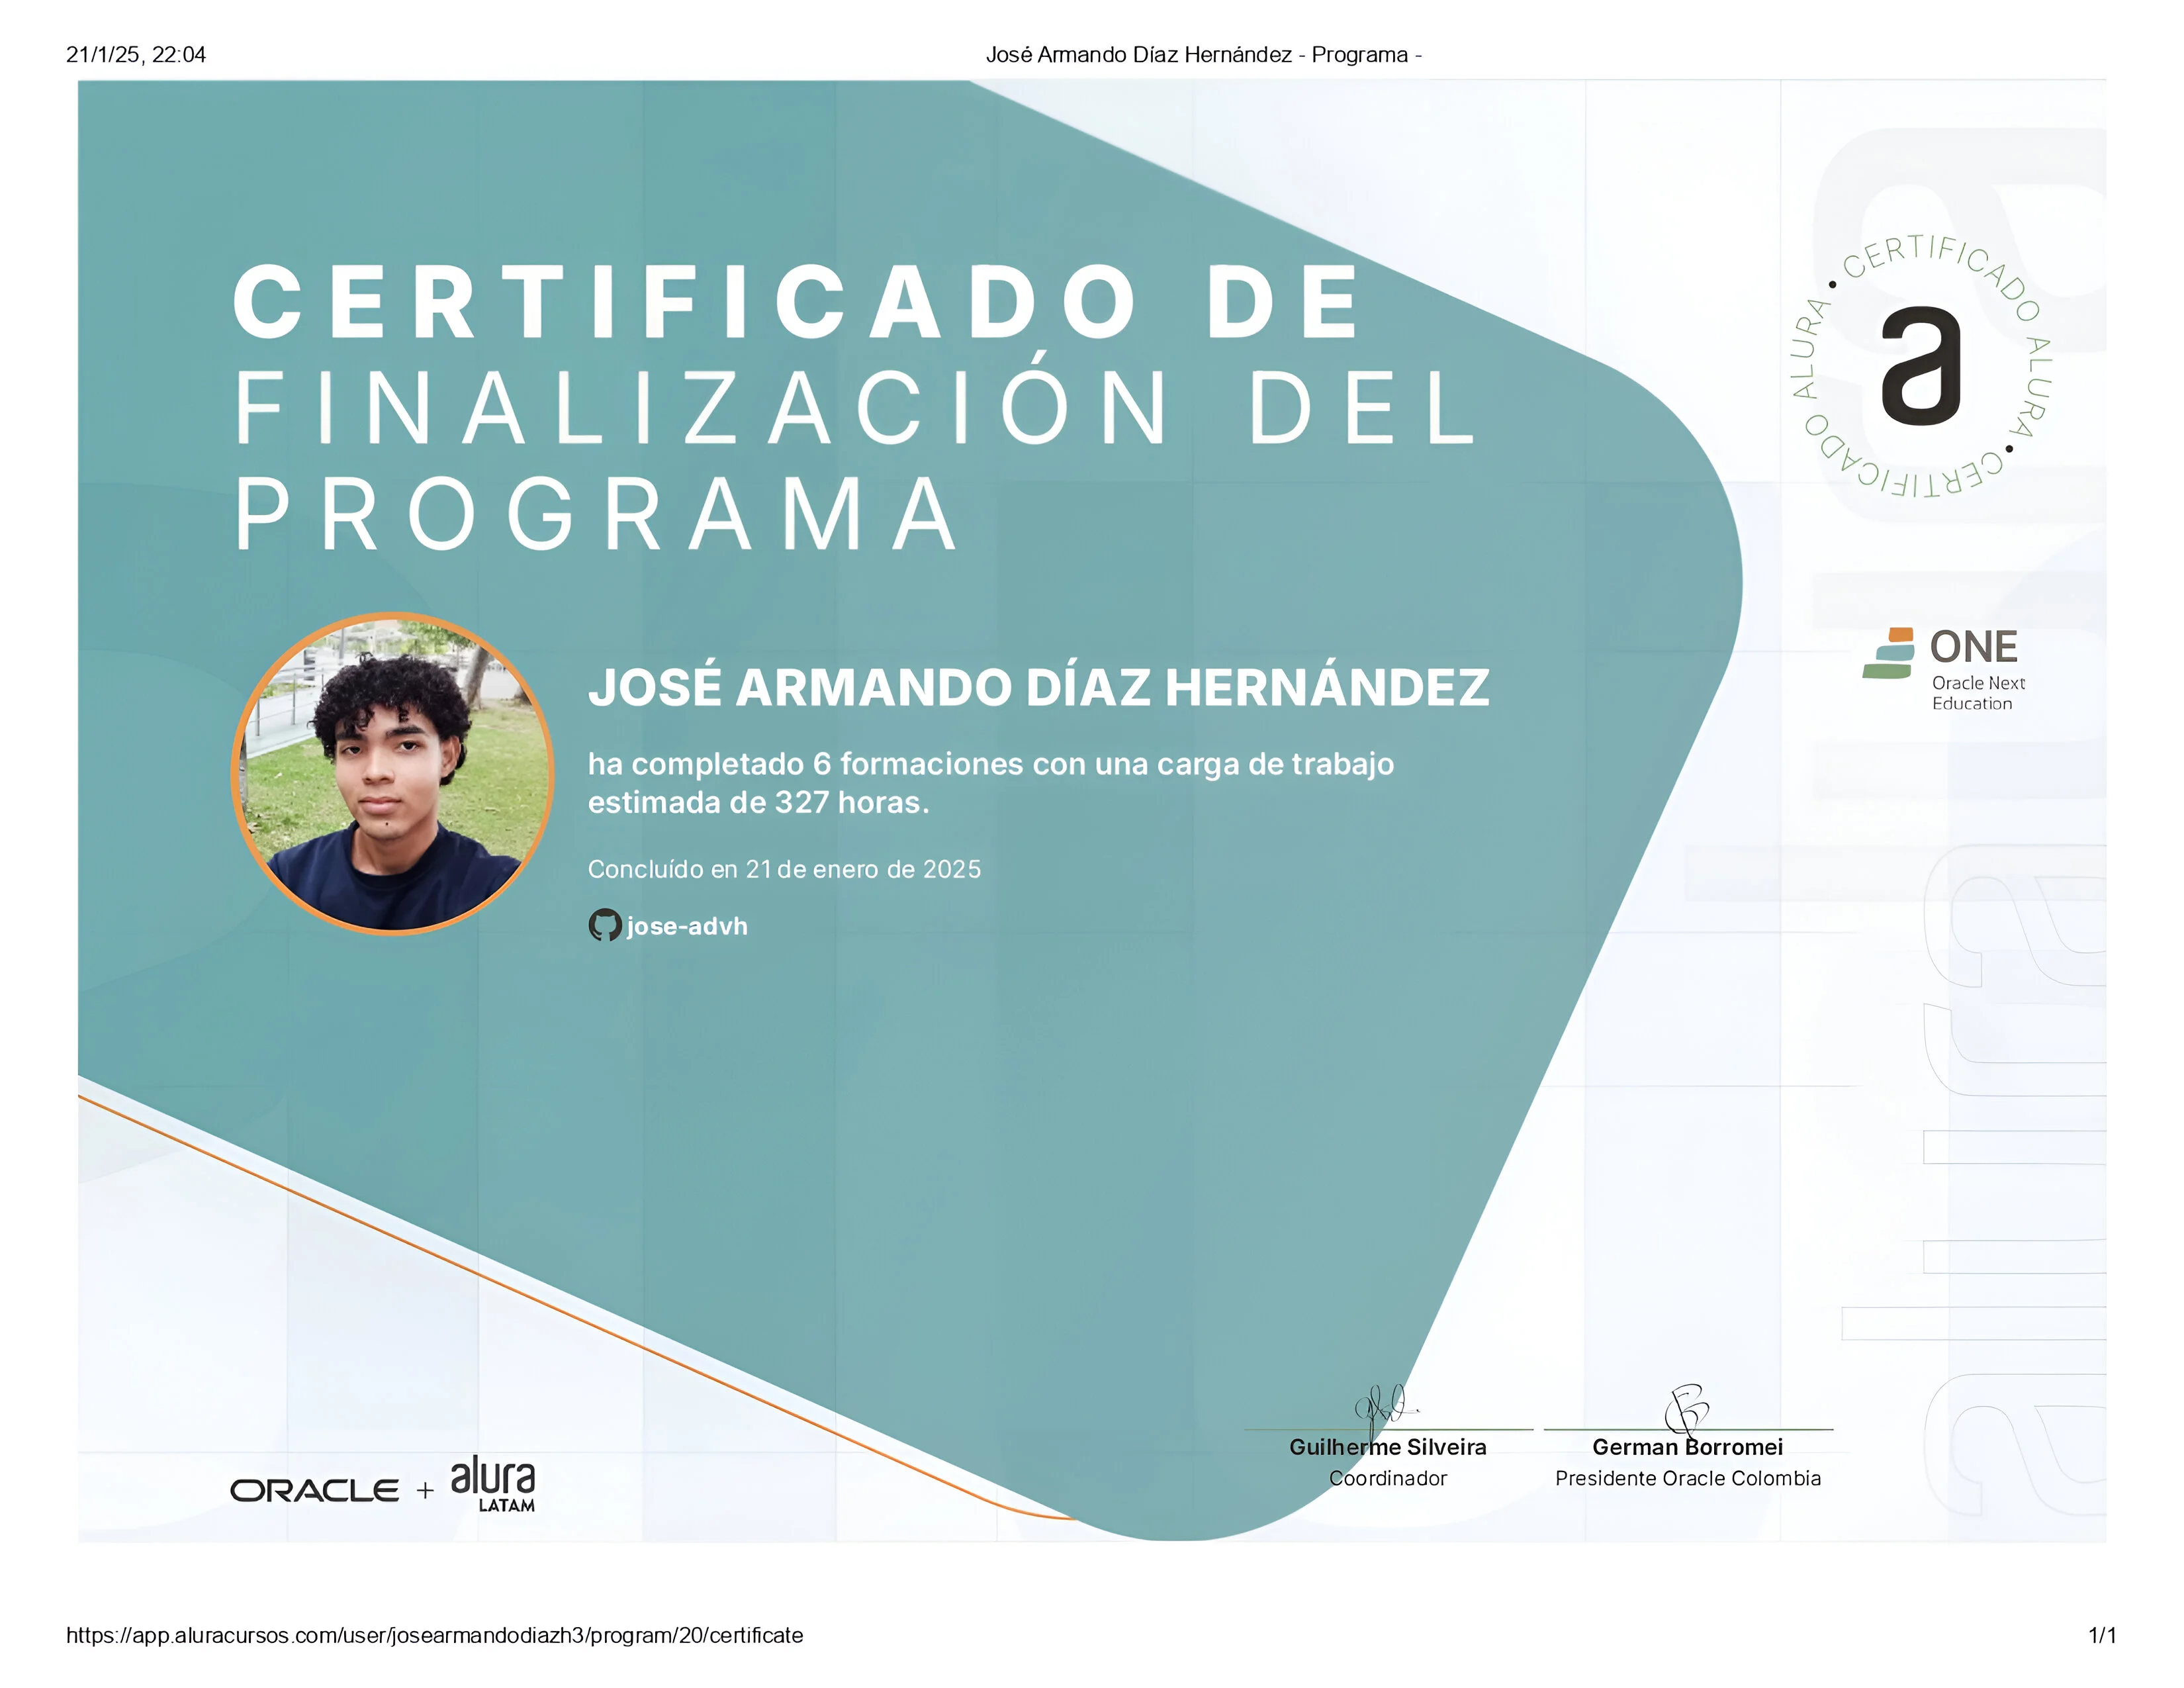 21/1/25, 22:04
José Armando Díaz Hernández - Programa -
CERTIFICADO DE
FINALIZACIÓN DEL
PROGRAMA
• CERTIFICADO ALURA • CERTIFICADO ALURA
a
ONE
Oracle Next
Education
JOSÉ ARMANDO DÍAZ HERNÁNDEZ
ha completado 6 formaciones con una carga de trabajo
estimada de 327 horas.
Concluído en 21 de enero de 2025
jose-advh
alura
alura
Guilherme Silveira
Coordinador
German Borromei
Presidente Oracle Colombia
ORACLE + alura
LATAM
https://app.aluracursos.com/user/josearmandodiazh3/program/20/certificate
1/1